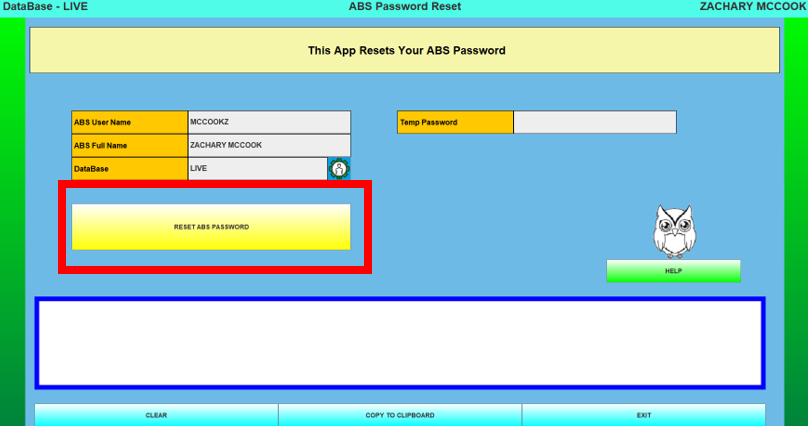 DataBase - LIVE
ABS Password Reset
ZACHARY MCCOOK
This App Resets Your ABS Password
ABS User Name
MCCOOKZ
Temp Password
ABS Full Name
ZACHARY MCCOOK
DataBase
LIVE
RESET ABS PASSWORD
HELP
CLEAR
COPY TO CLIPBOARD
EXIT